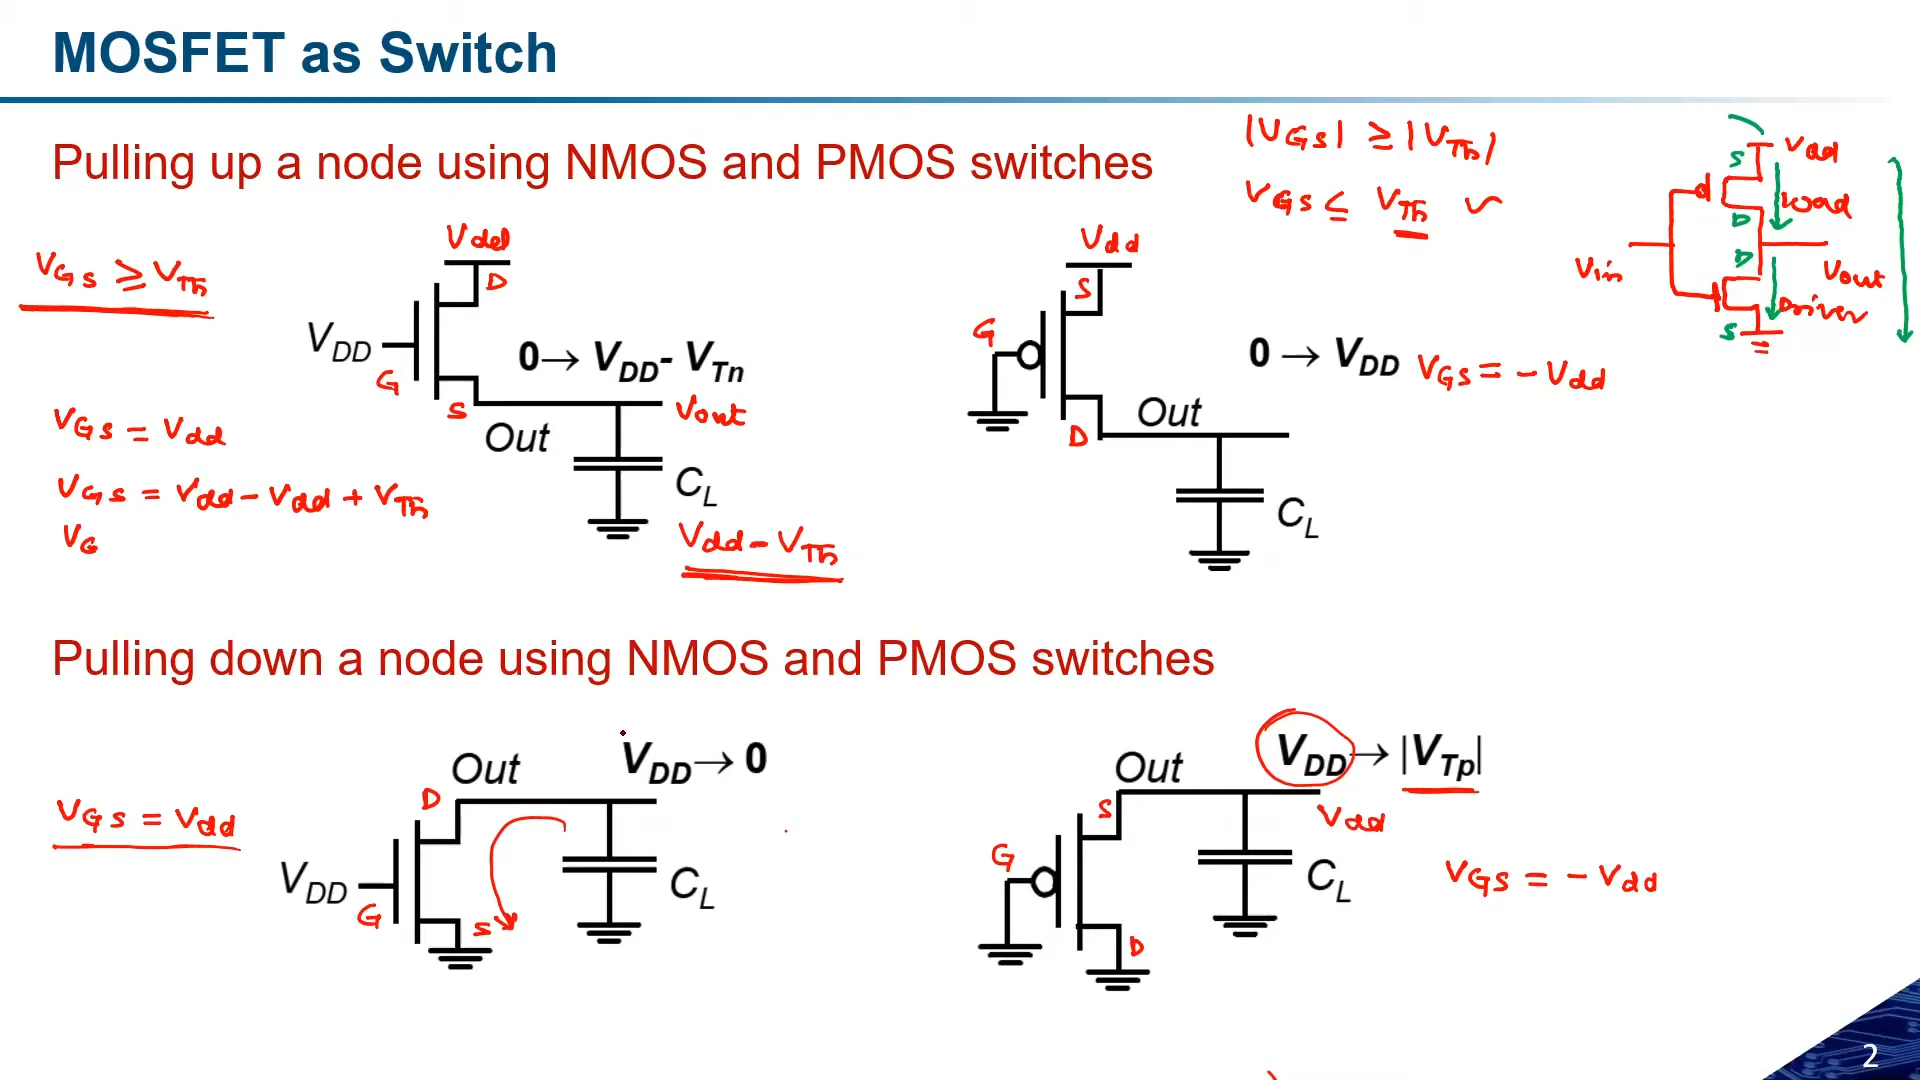 MOSFET as Switch
Pulling up a node using NMOS and PMOS switches
|VGS| ≥ |VTh|
VGS ≤ VTh
Vdd
S
D
Load
D
Vin
Vout
Driver
S
VGS ≥ VTh
Vdd
D
VDD
G
S
0→ VDD- VTn
Vout
Out
CL
VGS = Vdd
VGS = Vdd - Vdd + VTh
VG
Vdd - VTh
Vdd
S
G
D
0 → VDD
VGS = - Vdd
Out
CL
Pulling down a node using NMOS and PMOS switches
VGS = Vdd
Out
D
VDD→ 0
VDD
G
S
CL
Out
S
VDD→ |VTp|
Vdd
G
D
CL
VGS = - Vdd
2